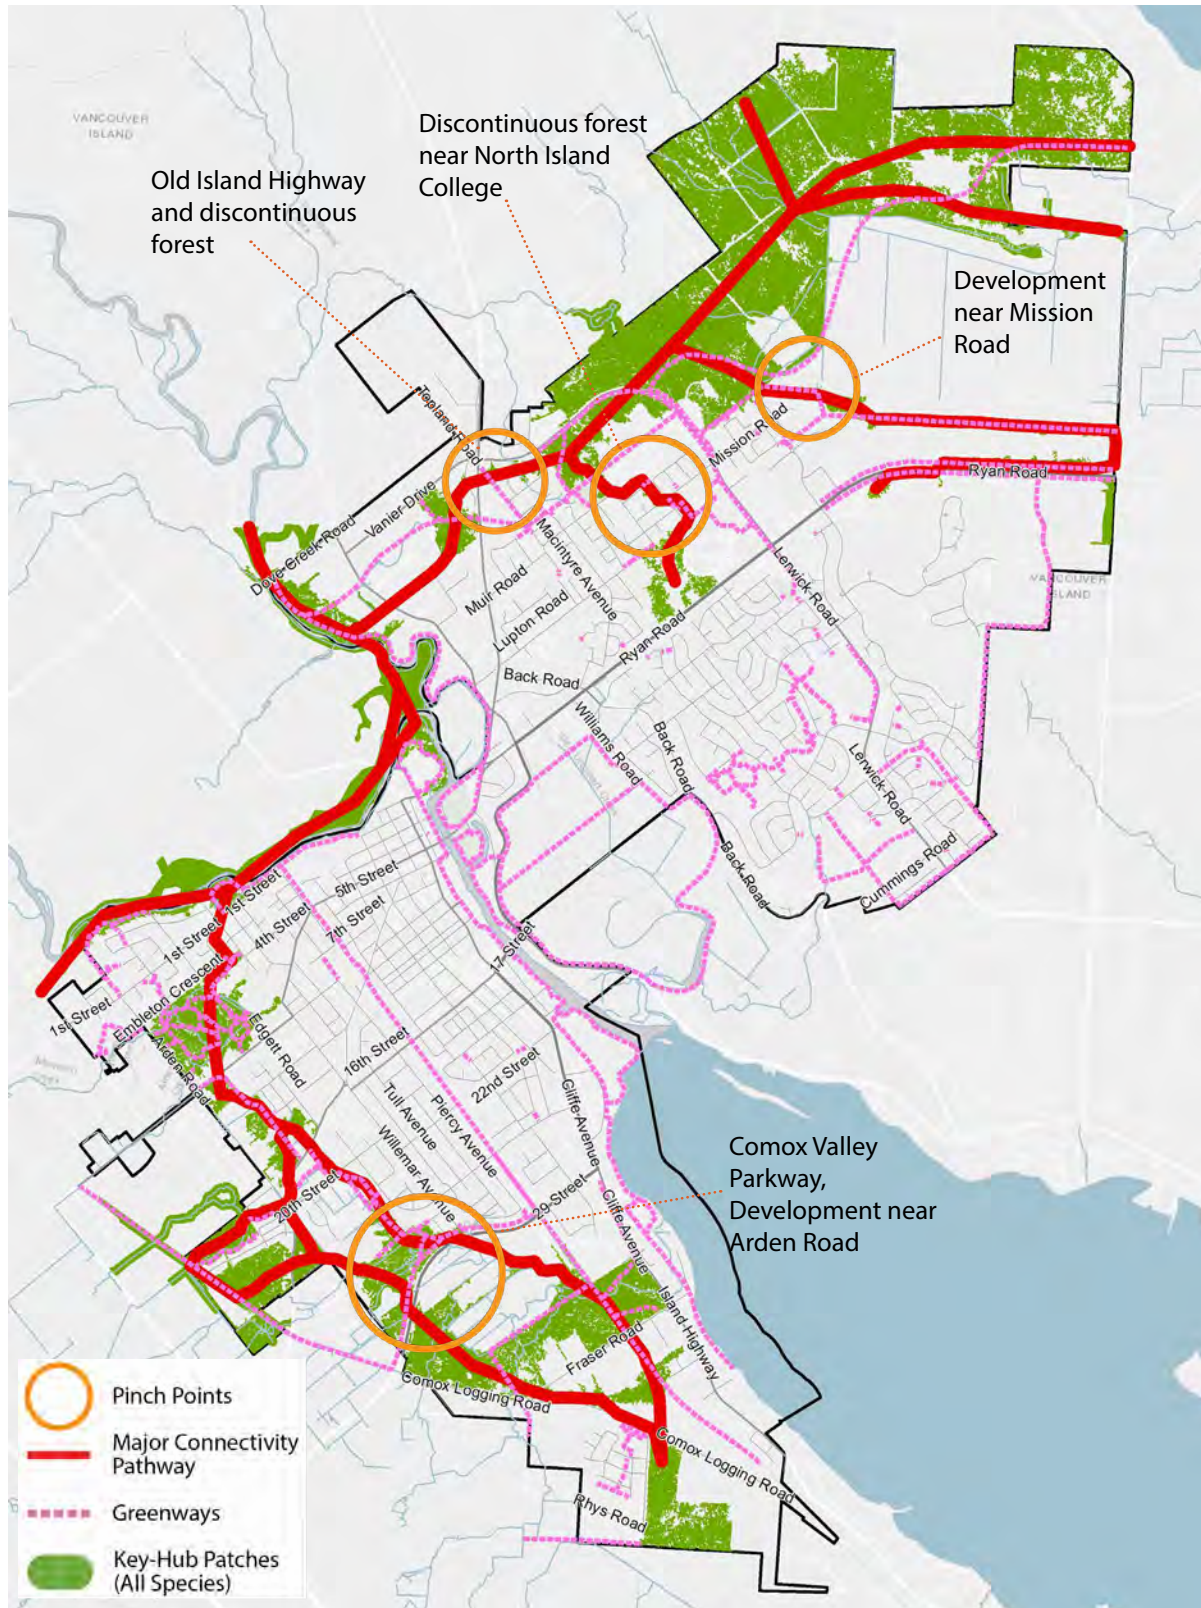 VANCOUVER
ISLAND
Discontinuous forest
near North Island
College
Old Island Highway
and discontinuous
forest
Development
near Mission
Road
Topland Road
Mission Road
Ryan Road
Vanier Drive
Dove Creek Road
Macintyre Avenue
Muir Road
Lupton Road
Lerwick Road
VANCOUVER
ISLAND
Ryan Road
Back Road
Williams Road
Back Road
Lerwick Road
Back Road
Cummings Road
5th Street
1st Street
4th Street
7th Street
1st Street
17 Street
Embleton Crescent
1st Street
Edgett Road
Arden Road
16th Street
22nd Street
Cliffe Avenue
Tull Avenue
Piercy Avenue
Willemar Avenue
Comox Valley
Parkway,
Development near
Arden Road
20th Street
29 Street
Cliffe Avenue
Island Highway
Fraser Road
Comox Logging Road
Comox Logging Road
Rhys Road
Pinch Points
Major Connectivity
Pathway
Greenways
Key-Hub Patches
(All Species)